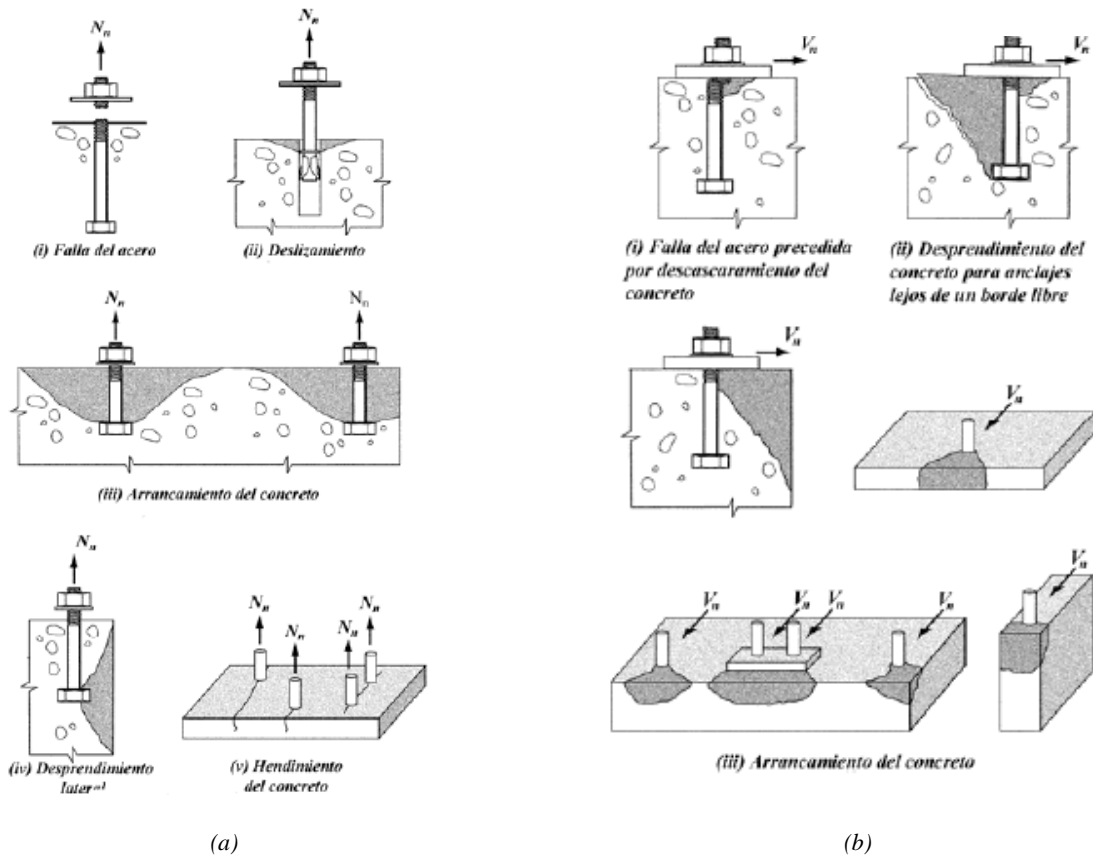 Nn
Nn
(i) Falla del acero
(ii) Deslizamiento
Nn
Nn
(iii) Arrancamiento del concreto
Nn
(iv) Desprendimiento
lateral
Nn
Nn
Nn
Nn
(v) Hendimiento
del concreto
(a)
Vn
(i) Falla del acero precedida
por descascaramiento del
concreto
Vn
(ii) Desprendimiento del
concreto para anclajes
lejos de un borde libre
Vn
Vn
Vn
Vn
Vn
Vn
Vn
(iii) Arrancamiento del concreto
(b)